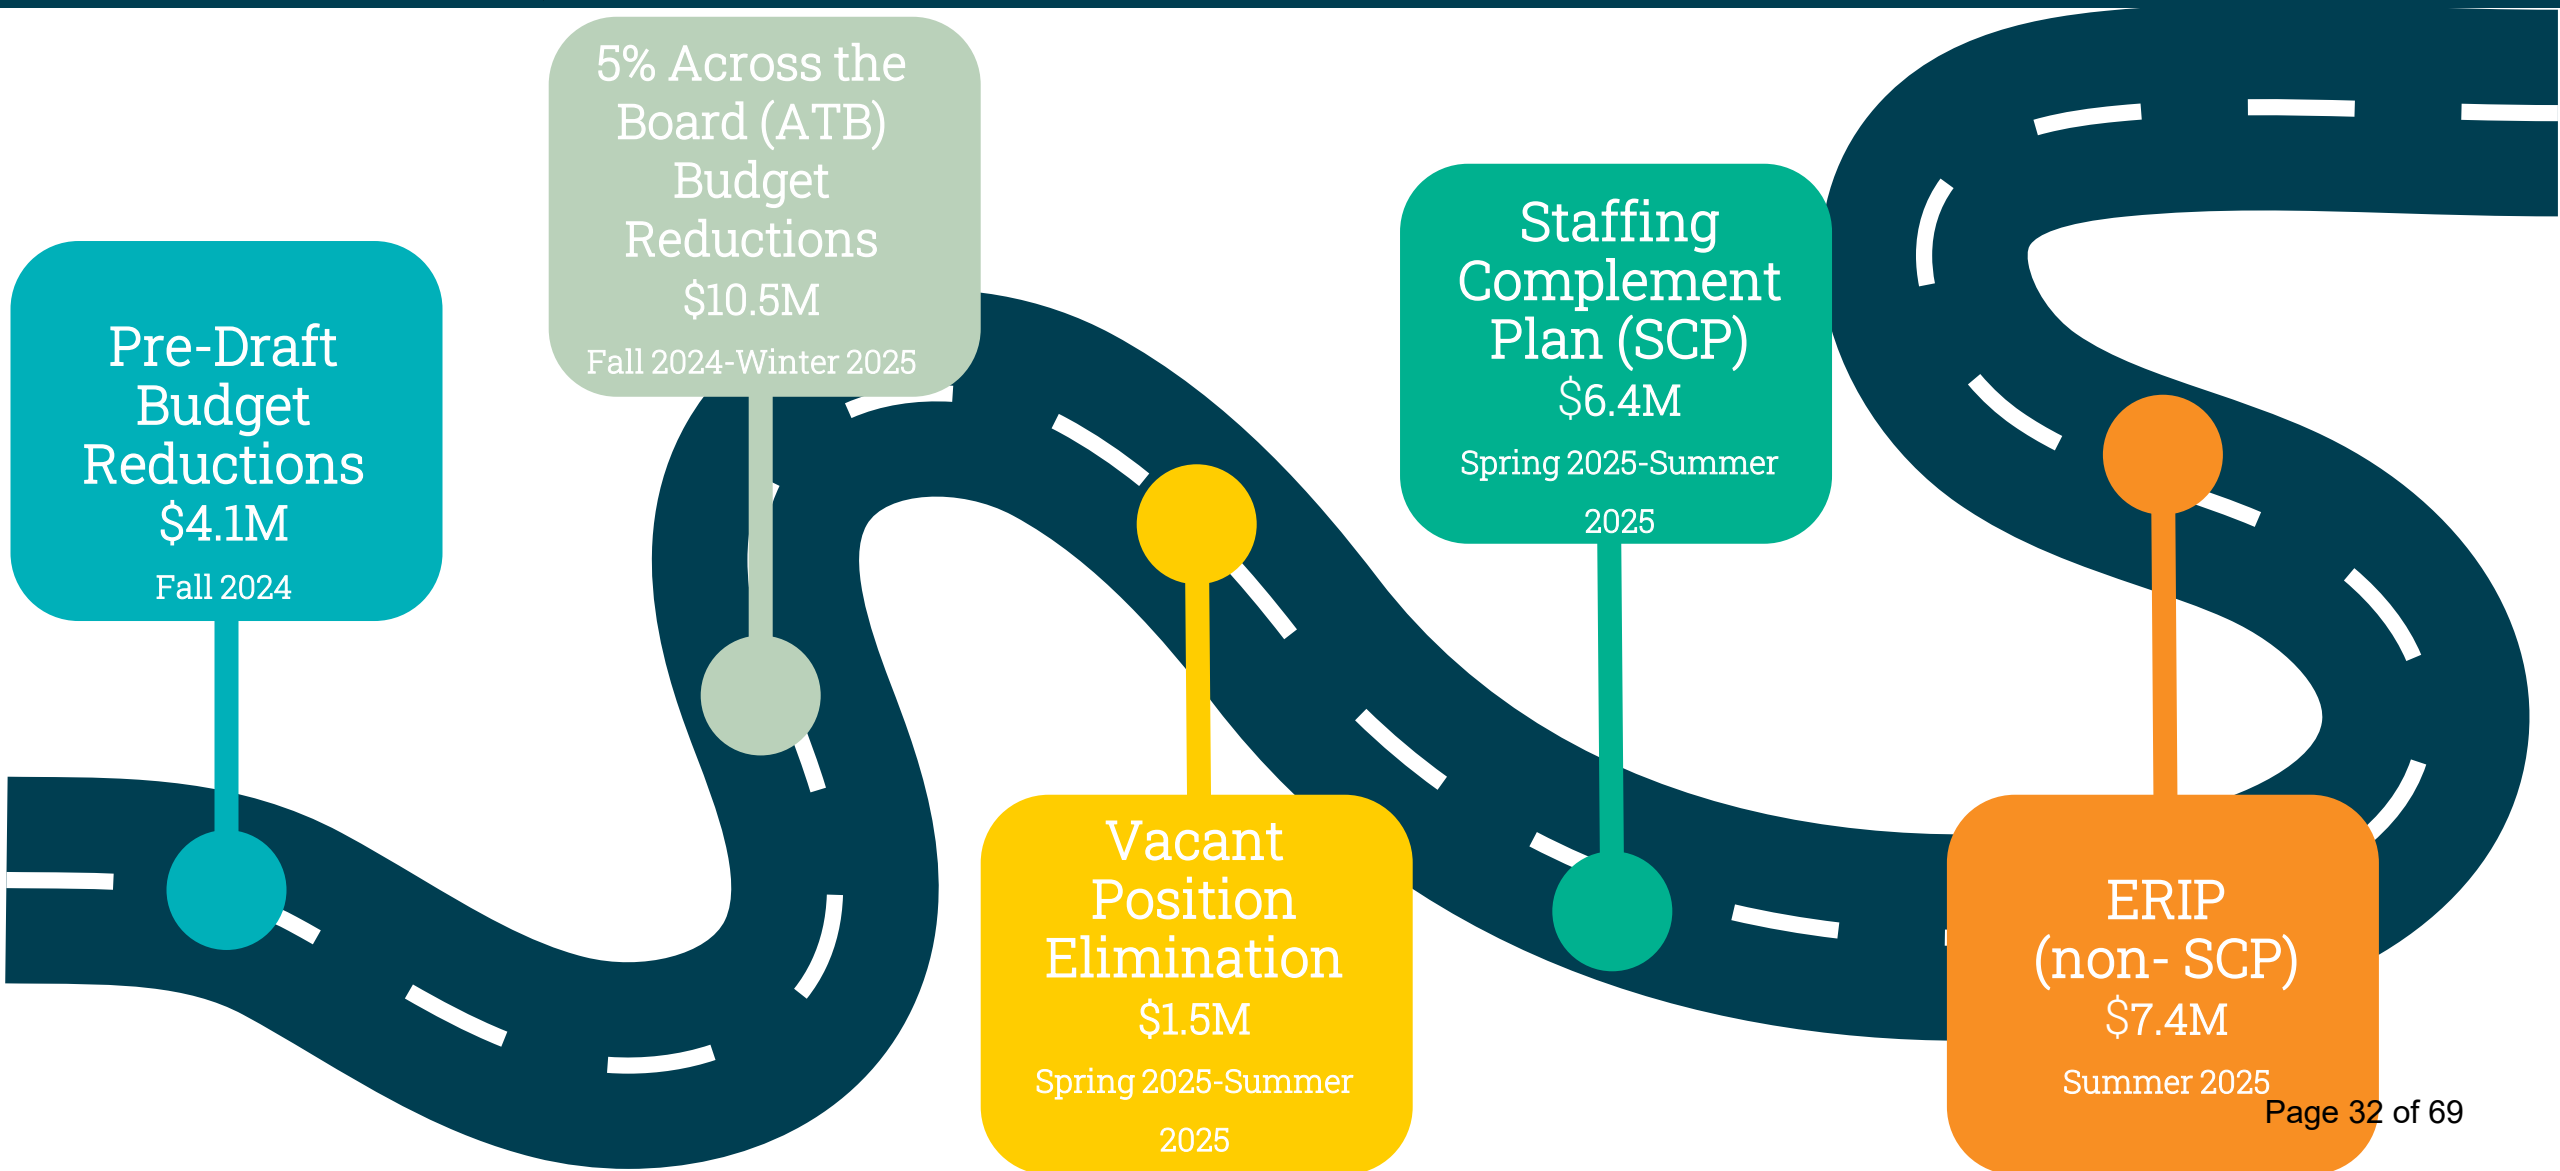 Pre-Draft
Budget
Reductions
$4.1M
Fall 2024
5% Across the
Board (ATB)
Budget
Reductions
$10.5M
Fall 2024-Winter 2025
Vacant
Position
Elimination
$1.5M
Spring 2025-Summer
2025
Staffing
Complement
Plan (SCP)
$6.4M
Spring 2025-Summer
2025
ERIP
(non- SCP)
$7.4M
Summer 2025
Page 32 of 69